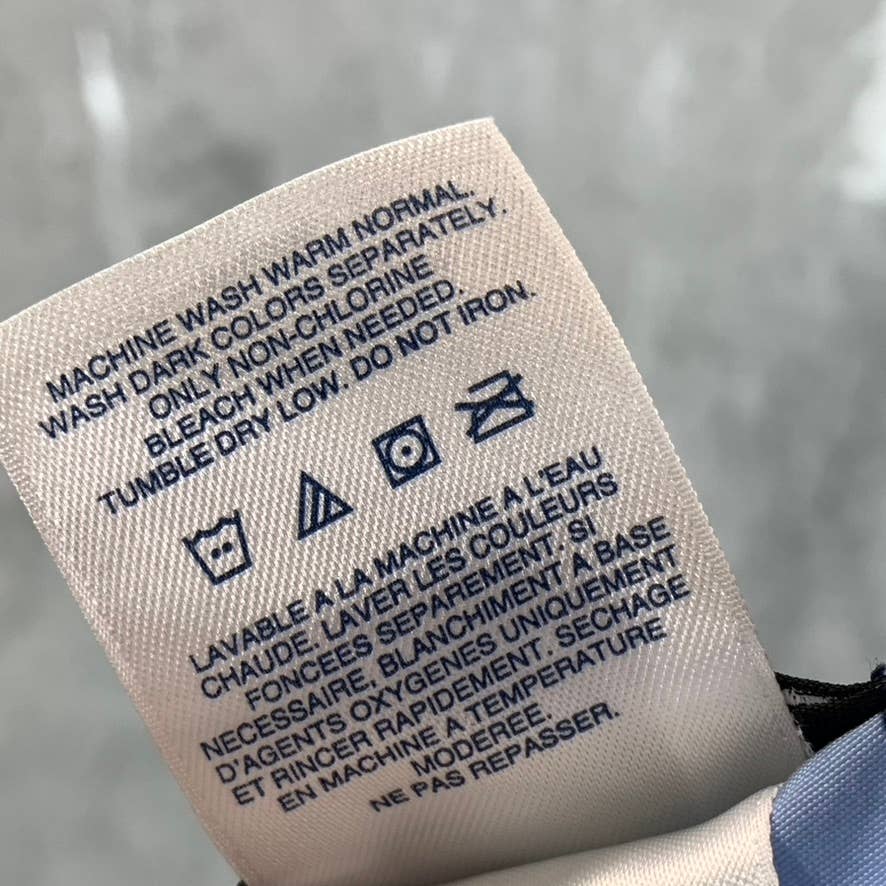 MACHINE WASH WARM NORMAL.
WASH DARK COLORS SEPARATELY.
ONLY NON-CHLORINE
BLEACH WHEN NEEDED.
TUMBLE DRY LOW. DO NOT IRON.
LAVABLE A LA MACHINE A L'EAU
CHAUDE. LAVER LES COULEURS
FONCEES SEPAREMENT. SI
NECESSAIRE, BLANCHIMENT A BASE
D'AGENTS OXYGENES UNIQUEMENT
ET RINCER RAPIDEMENT. SECHAGE
EN MACHINE A TEMPERATURE
MODEREE.
NE PAS REPASSER.